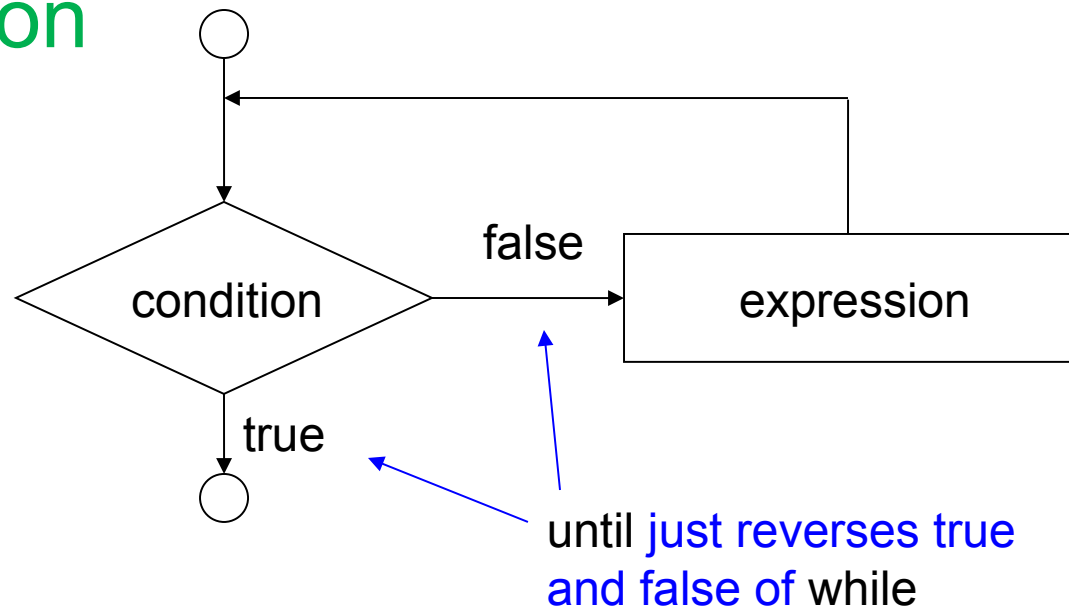 on
false
condition
expression
true
until just reverses true
and false of while